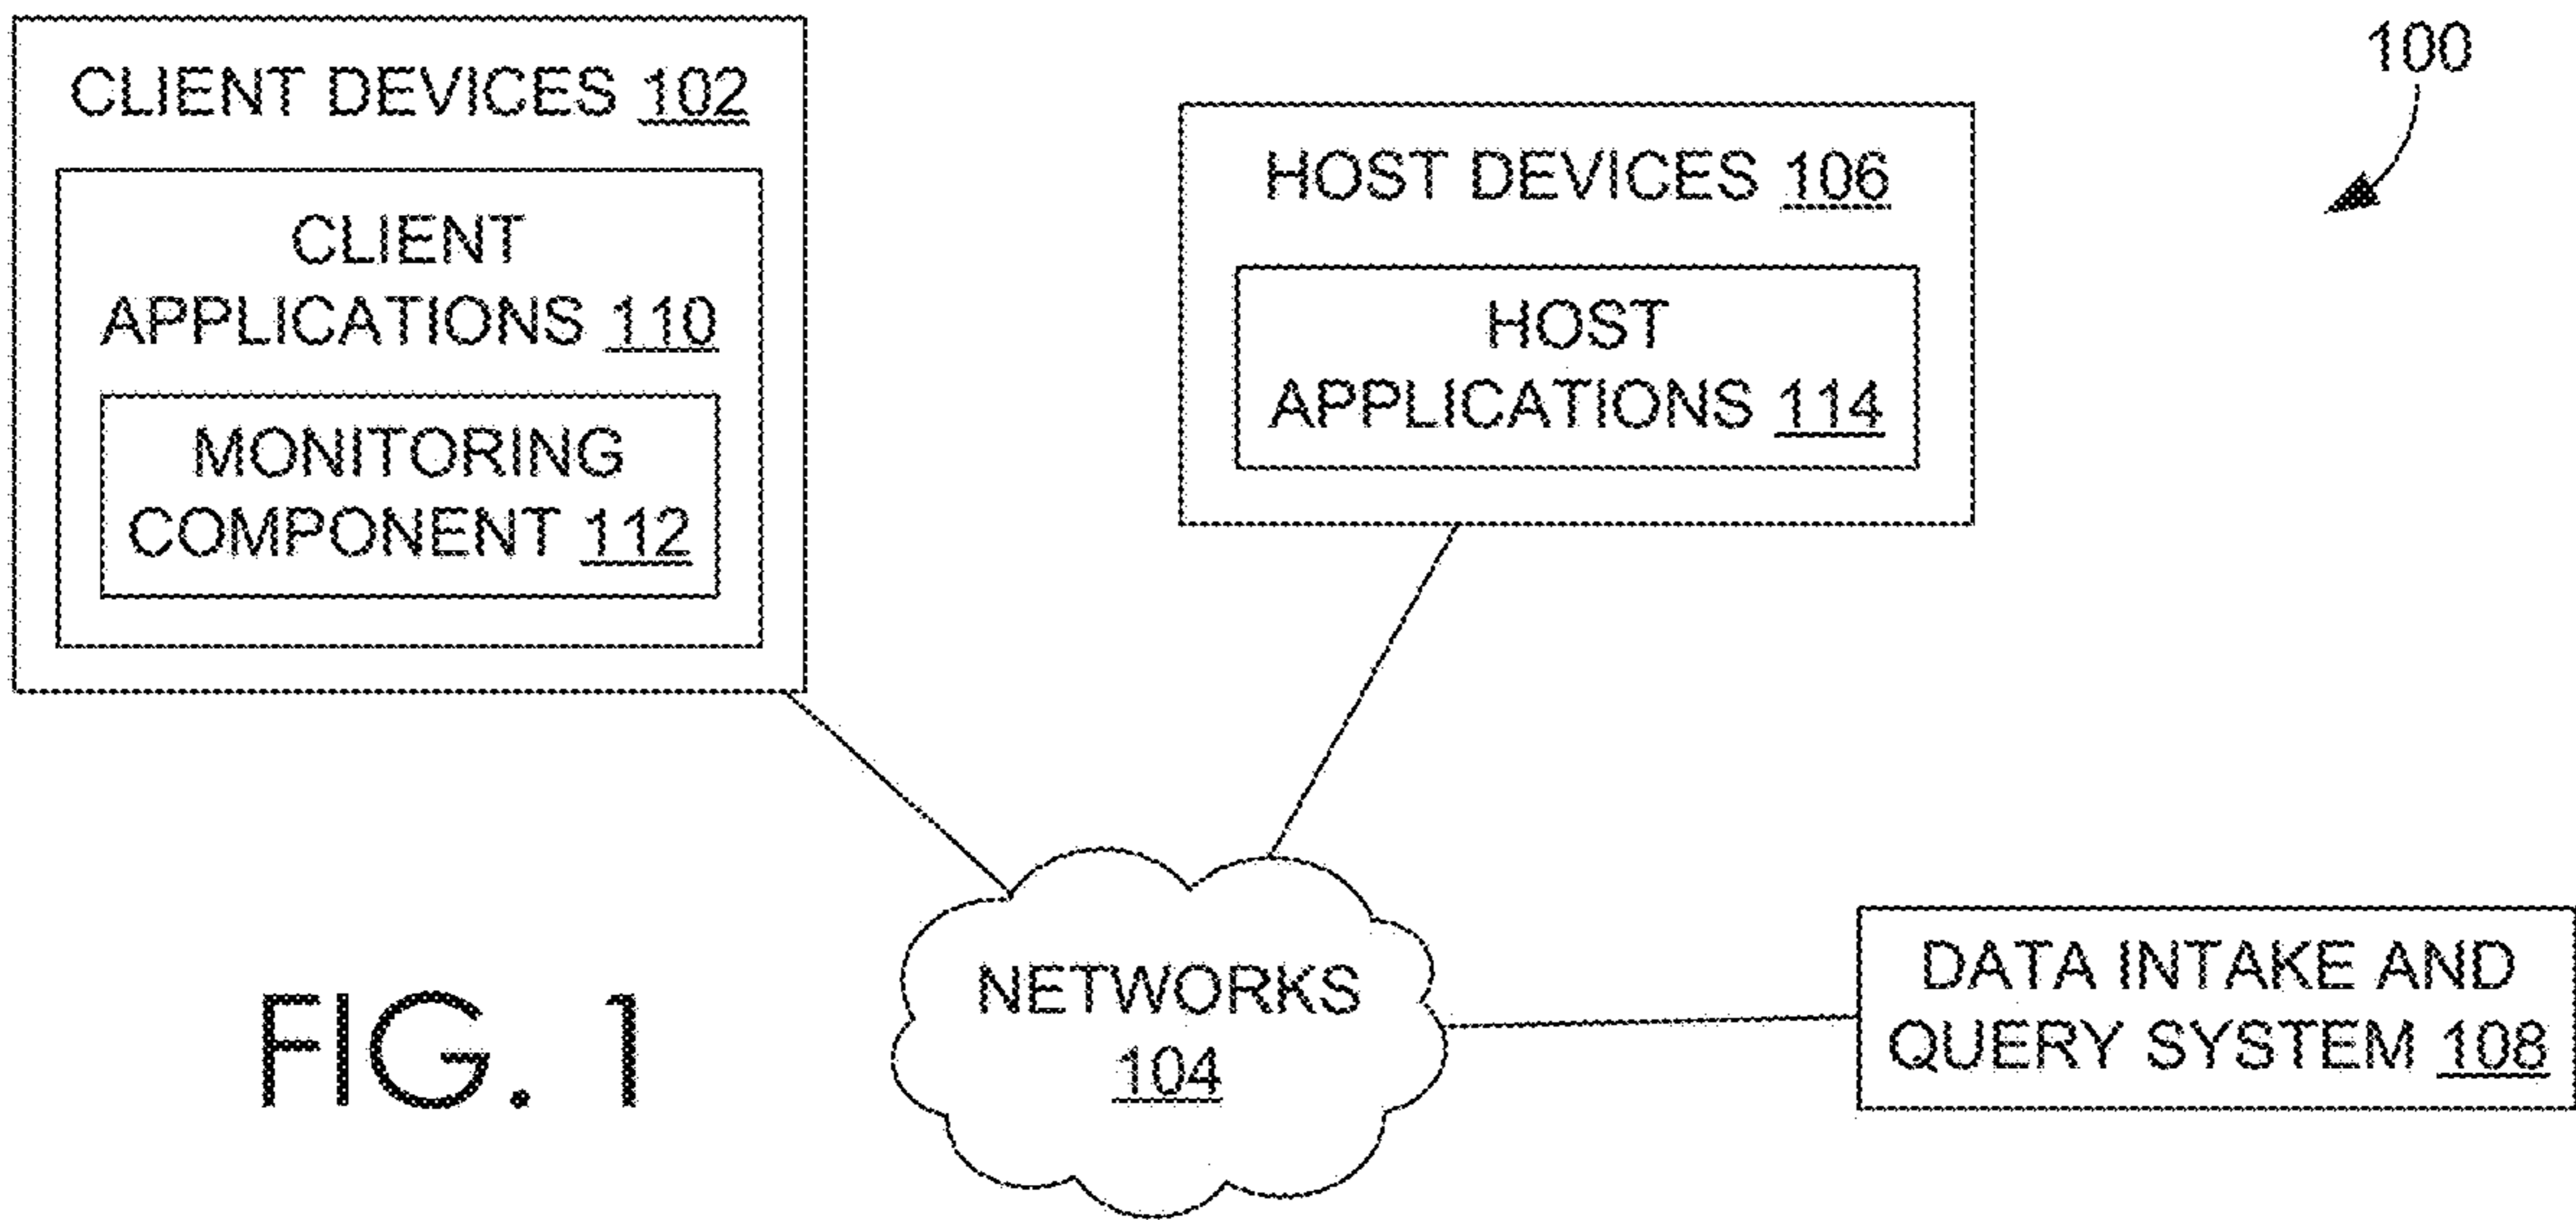 100
CLIENT DEVICES 102
CLIENT
APPLICATIONS 110
MONITORING
COMPONENT 112
HOST DEVICES 106
HOST
APPLICATIONS 114
NETWORKS
104
DATA INTAKE AND
QUERY SYSTEM 108
FIG. 1